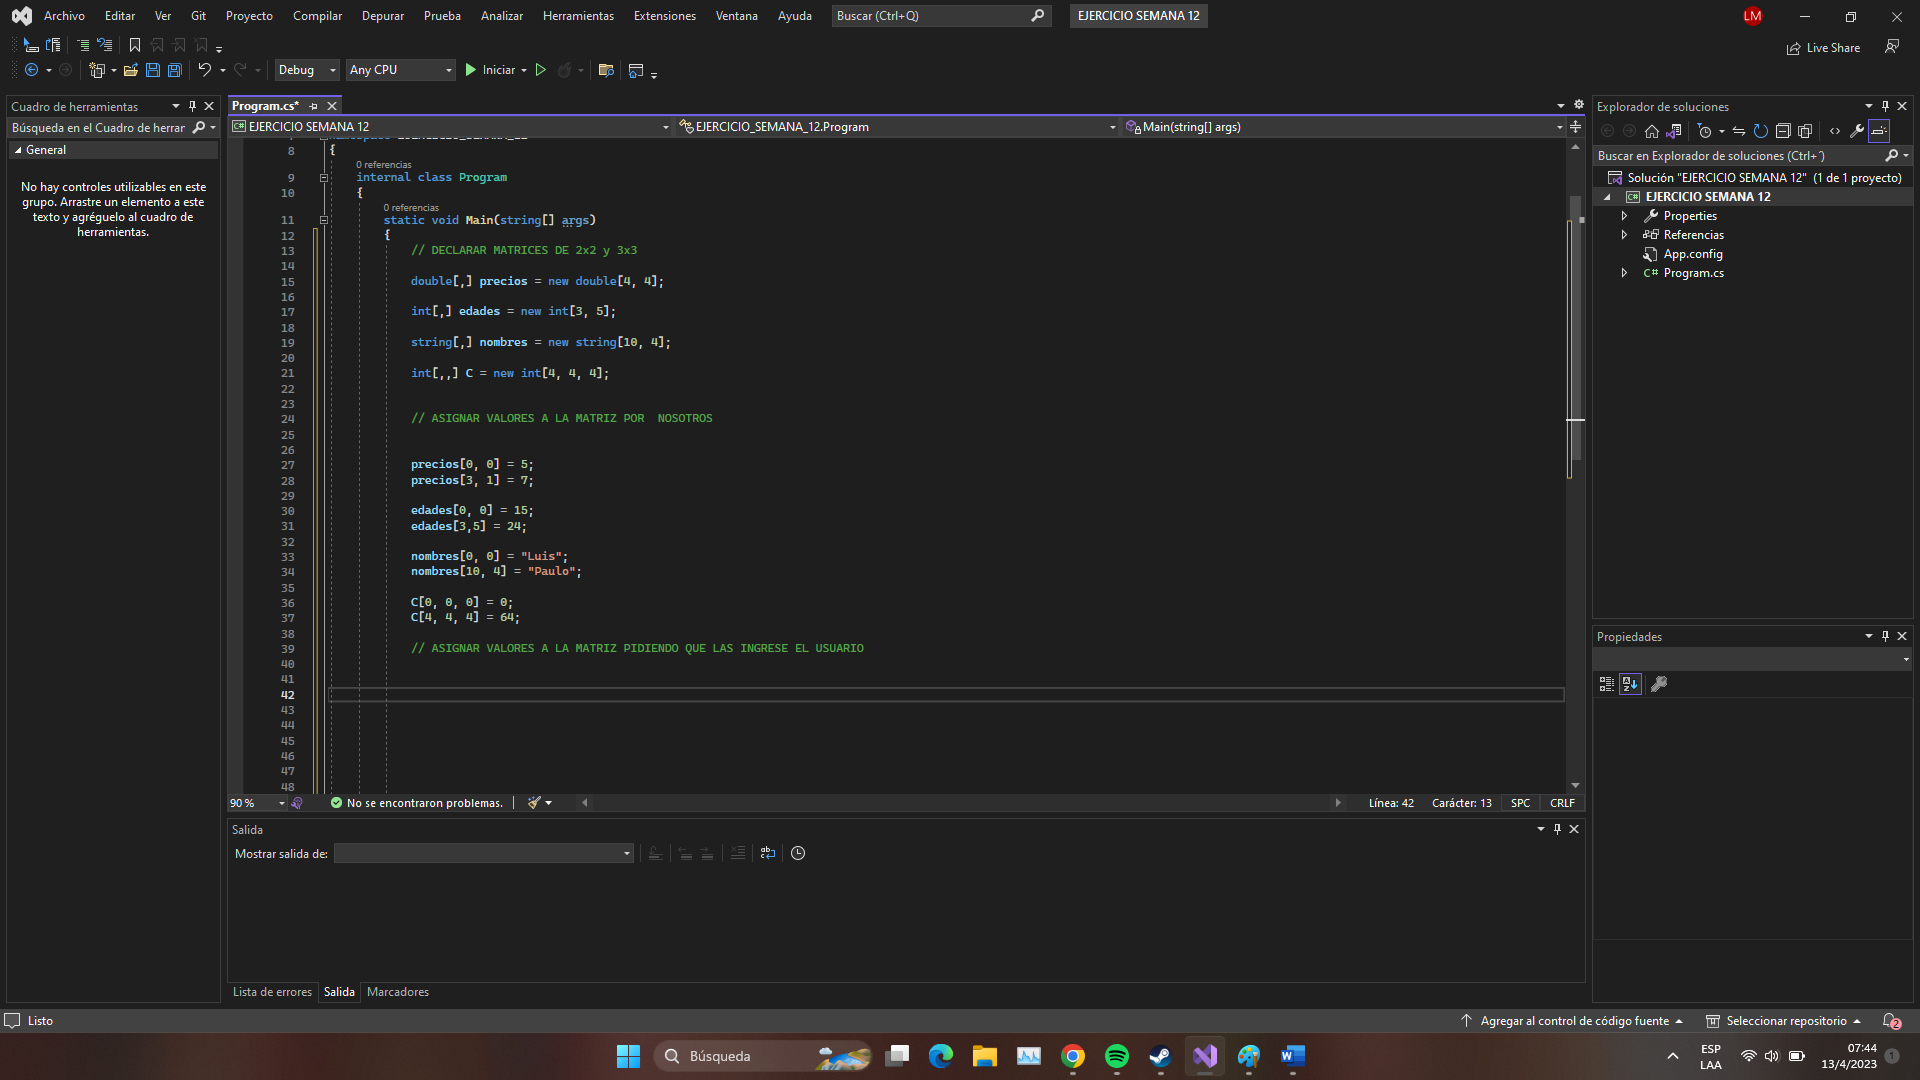 Archivo Editar Ver Git Proyecto Compilar Depurar Prueba Analizar Herramientas Extensiones Ventana Ayuda Buscar (Ctrl+Q) EJERCICIO SEMANA 12 LM
Live Share
Debug Any CPU Iniciar
Cuadro de herramientas
Búsqueda en el Cuadro de herrar
General
No hay controles utilizables en este
grupo. Arrastre un elemento a este
texto y agréguelo al cuadro de
herramientas.
Program.cs*
EJERCICIO SEMANA 12 EJERCICIO_SEMANA_12.Program Main(string[] args)
8 {
0 referencias
9 internal class Program
10 {
0 referencias
11 static void Main(string[] args)
12 {
13 // DECLARAR MATRICES DE 2x2 y 3x3
14
15 double[,] precios = new double[4, 4];
16
17 int[,] edades = new int[3, 5];
18
19 string[,] nombres = new string[10, 4];
20
21 int[,,] C = new int[4, 4, 4];
22
23
24 // ASIGNAR VALORES A LA MATRIZ POR  NOSOTROS
25
26
27 precios[0, 0] = 5;
28 precios[3, 1] = 7;
29
30 edades[0, 0] = 15;
31 edades[3,5] = 24;
32
33 nombres[0, 0] = "Luis";
34 nombres[10, 4] = "Paulo";
35
36 C[0, 0, 0] = 0;
37 C[4, 4, 4] = 64;
38
39 // ASIGNAR VALORES A LA MATRIZ PIDIENDO QUE LAS INGRESE EL USUARIO
40
41
42
43
44
45
46
47
48
90 % No se encontraron problemas. Línea: 42 Carácter: 13 SPC CRLF
Salida
Mostrar salida de:
Lista de errores Salida Marcadores
Explorador de soluciones
Buscar en Explorador de soluciones (Ctrl+´)
Solución "EJERCICIO SEMANA 12" (1 de 1 proyecto)
EJERCICIO SEMANA 12
Properties
Referencias
App.config
C# Program.cs
Propiedades
Listo Agregar al control de código fuente Seleccionar repositorio 2
Búsqueda
ESP
LAA
07:44
13/4/2023
1